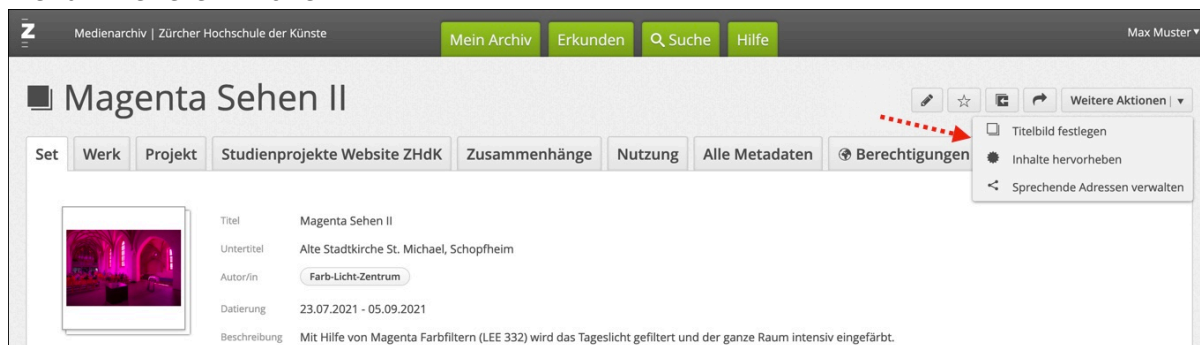 Z
Medienarchiv | Zürcher Hochschule der Künste
Mein Archiv
Erkunden
Suche
Hilfe
Max Muster
Magenta Sehen II
Weitere Aktionen
Titelbild festlegen
Inhalte hervorheben
Sprechende Adressen verwalten
Set
Werk
Projekt
Studienprojekte Website ZHdK
Zusammenhänge
Nutzung
Alle Metadaten
Berechtigungen
Titel Magenta Sehen II
Untertitel Alte Stadtkirche St. Michael, Schopfheim
Autor/in Farb-Licht-Zentrum
Datierung 23.07.2021 - 05.09.2021
Beschreibung Mit Hilfe von Magenta Farbfiltern (LEE 332) wird das Tageslicht gefiltert und der ganze Raum intensiv eingefärbt.